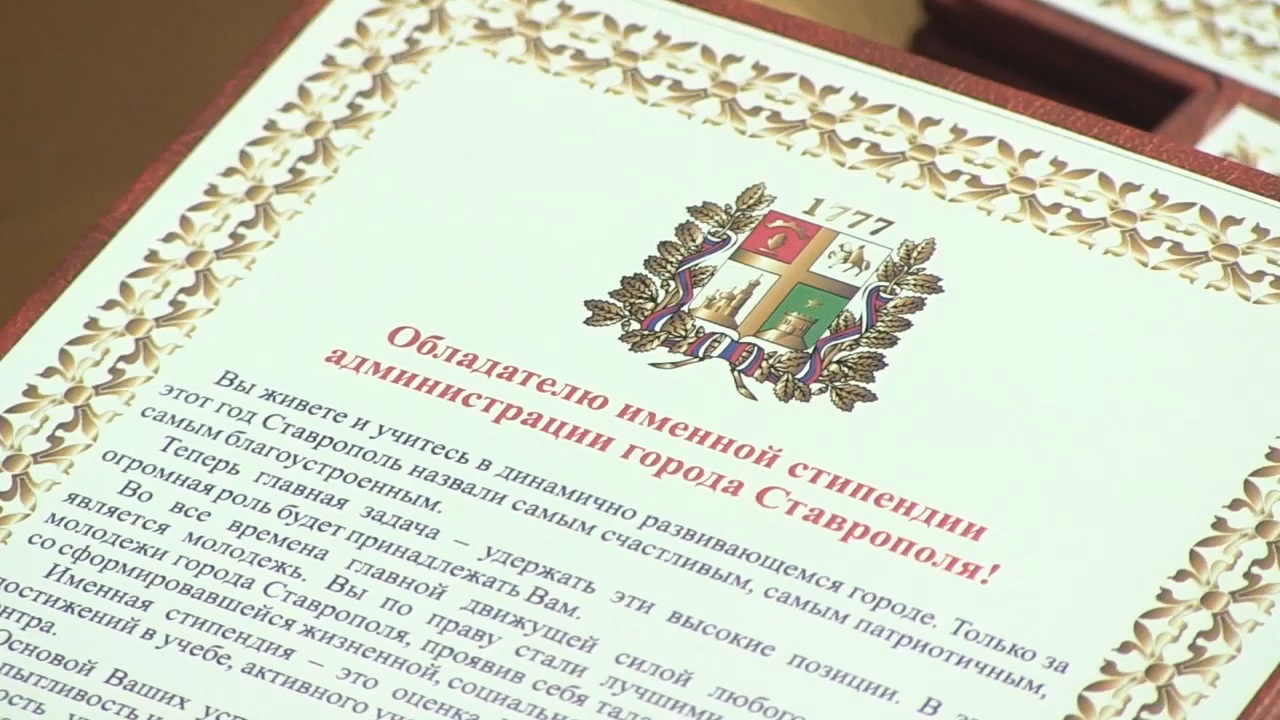 1777
Обладателю именной стипендии
администрации города Ставрополя!
Вы живете и учитесь в динамично развивающемся городе. Только за
этот год Ставрополь назвали самым счастливым, самым патриотичным,
самым благоустроенным.
Теперь главная задача – удержать эти высокие позиции. В
огромная роль будет принадлежать Вам.
Во все времена главной движущей силой любого
является молодежь. Вы по праву стали лучшими
молодежи города Ставрополя, проявив себя
со сформировавшейся жизненной,
Именная стипендия – это оценка
достижений в учебе, активного
Основой Ваших